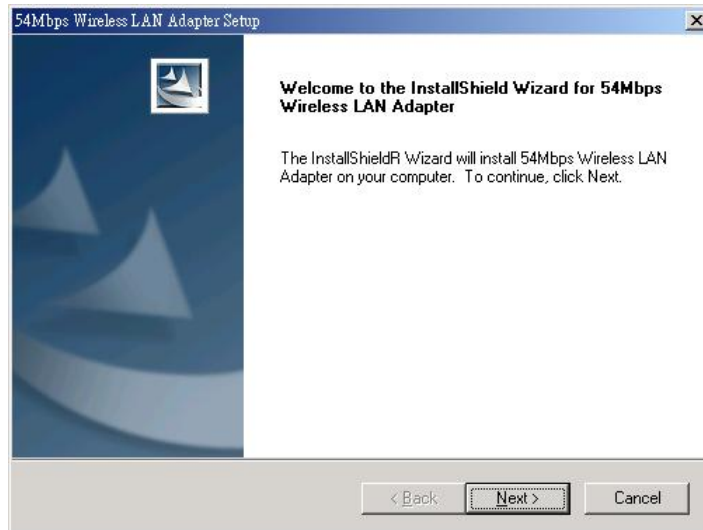 54Mbps Wireless LAN Adapter Setup
Welcome to the InstallShield Wizard for 54Mbps
Wireless LAN Adapter
The InstallShieldR Wizard will install 54Mbps Wireless LAN
Adapter on your computer. To continue, click Next.
< Back
Next >
Cancel